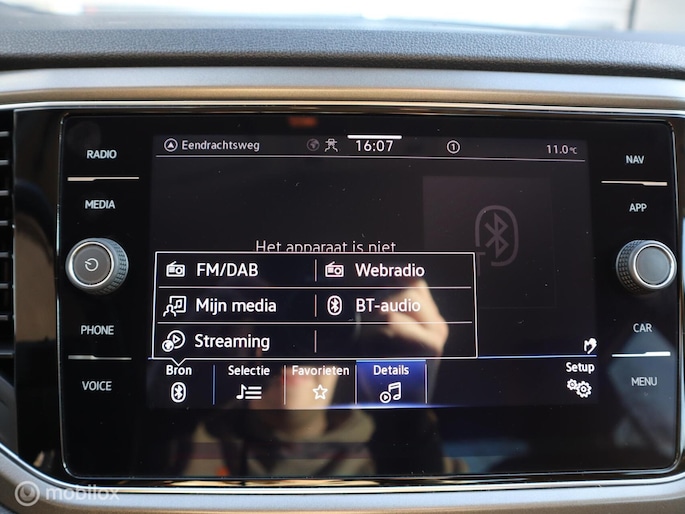 RADIO
MEDIA
PHONE
VOICE
Eendrachtsweg 16:07 1 11.0°C
Het apparaat is niet
FM/DAB Webradio
Mijn media BT-audio
Streaming
Bron Selectie Favorieten Details Setup
NAV
APP
CAR
MENU
mobilox